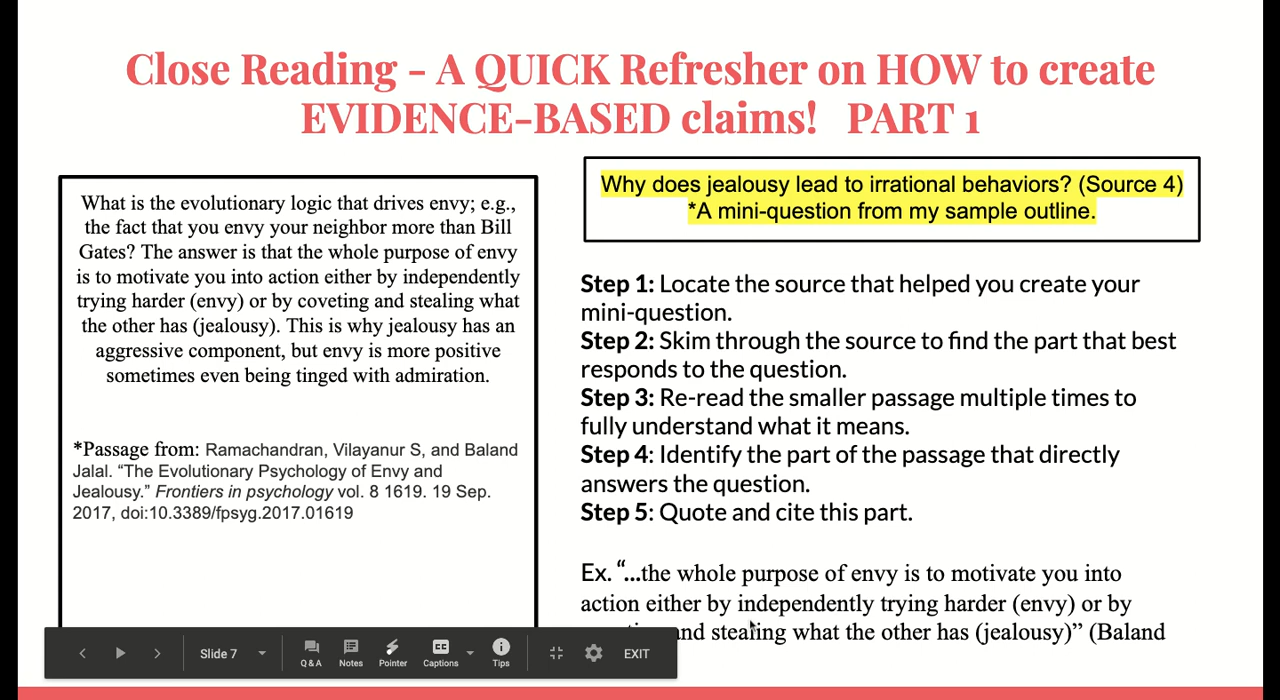 Close Reading - A QUICK Refresher on HOW to create
EVIDENCE-BASED claims! PART 1
What is the evolutionary logic that drives envy; e.g.,
the fact that you envy your neighbor more than Bill
Gates? The answer is that the whole purpose of envy
is to motivate you into action either by independently
trying harder (envy) or by coveting and stealing what
the other has (jealousy). This is why jealousy has an
aggressive component, but envy is more positive
sometimes even being tinged with admiration.
*Passage from: Ramachandran, Vilayanur S, and Baland
Jalal. “The Evolutionary Psychology of Envy and
Jealousy.” Frontiers in psychology vol. 8 1619. 19 Sep.
2017, doi:10.3389/fpsyg.2017.01619
Why does jealousy lead to irrational behaviors? (Source 4)
*A mini-question from my sample outline.
Step 1: Locate the source that helped you create your
mini-question.
Step 2: Skim through the source to find the part that best
responds to the question.
Step 3: Re-read the smaller passage multiple times to
fully understand what it means.
Step 4: Identify the part of the passage that directly
answers the question.
Step 5: Quote and cite this part.
Ex. “...the whole purpose of envy is to motivate you into
action either by independently trying harder (envy) or by
and stealing what the other has (jealousy)” (Baland
Slide 7
Q&A
Notes
Pointer
CC
Captions
Tips
EXIT